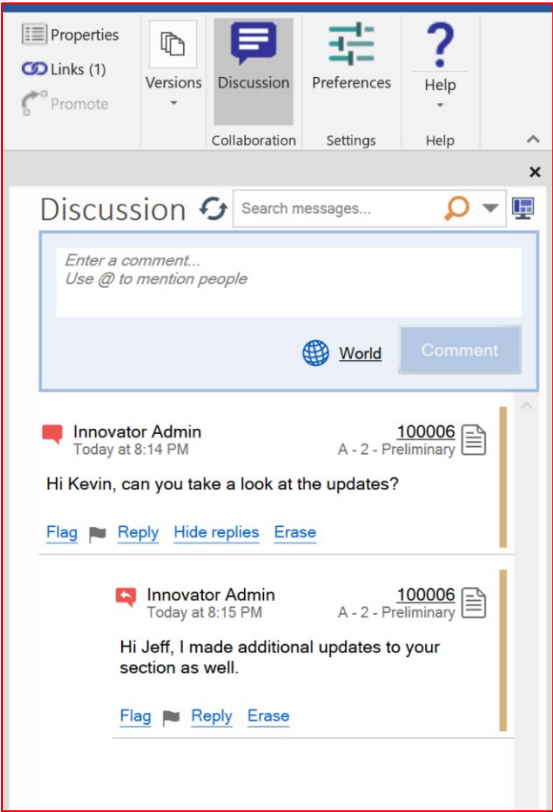 Properties
Links (1)
Promote
Versions
Discussion
Preferences
Help
Collaboration
Settings
Help
Discussion
Search messages...
Enter a comment...
Use @ to mention people
World
Comment
Innovator Admin
100006
Today at 8:14 PM
A - 2 - Preliminary
Hi Kevin, can you take a look at the updates?
Flag Reply Hide replies Erase
Innovator Admin
100006
Today at 8:15 PM
A - 2 - Preliminary
Hi Jeff, I made additional updates to your
section as well.
Flag Reply Erase